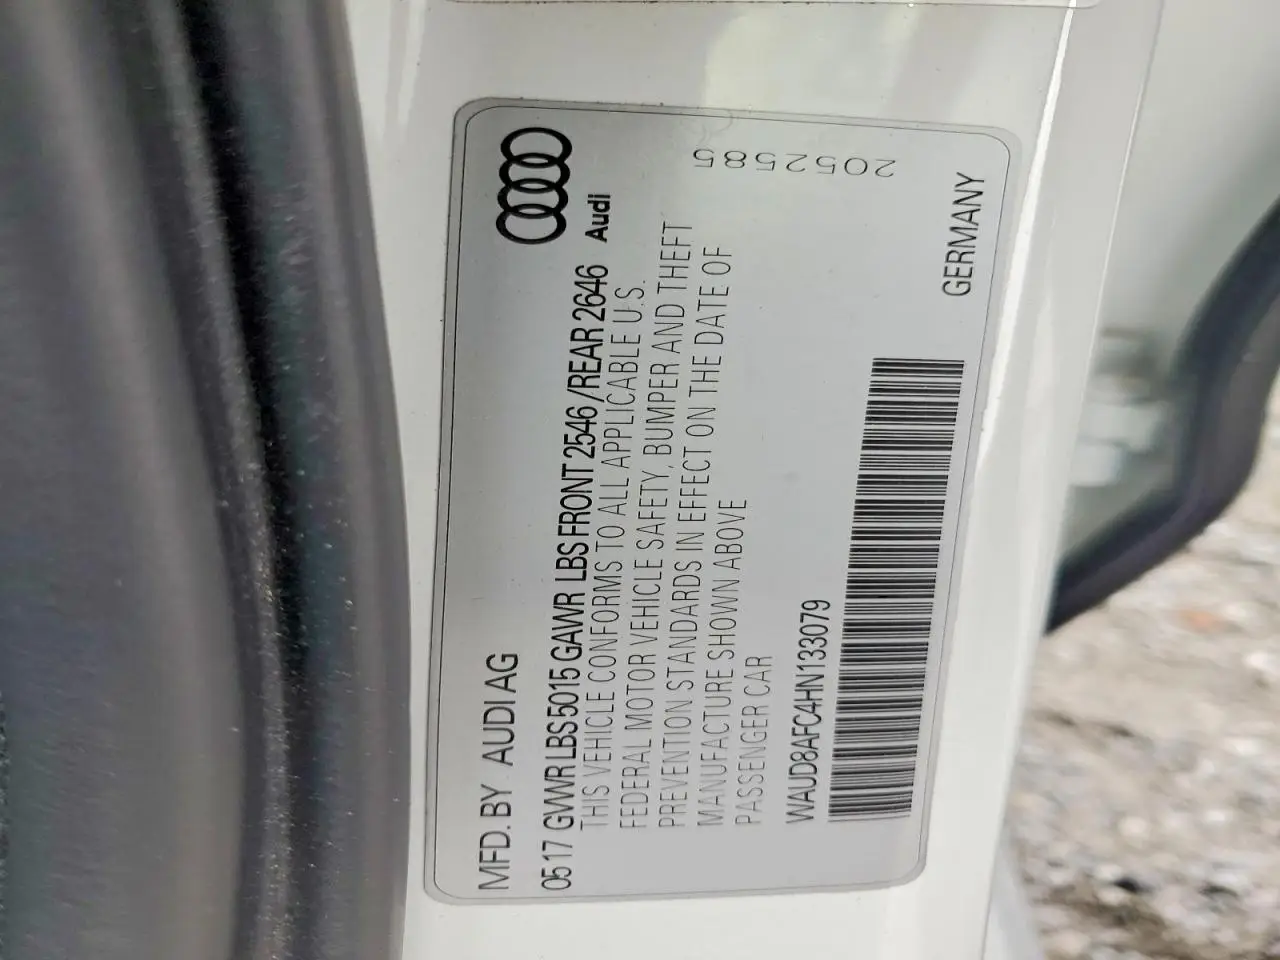 MFD. BY AUDI AG
Audi
05 17 GVWR LBS 5015 GAWR LBS FRONT 2546 / REAR 2646
THIS VEHICLE CONFORMS TO ALL APPLICABLE U.S.
FEDERAL MOTOR VEHICLE SAFETY, BUMPER AND THEFT
PREVENTION STANDARDS IN EFFECT ON THE DATE OF
MANUFACTURE SHOWN ABOVE
PASSENGER CAR
WAUD8AFC4HN133079
GERMANY
2052585